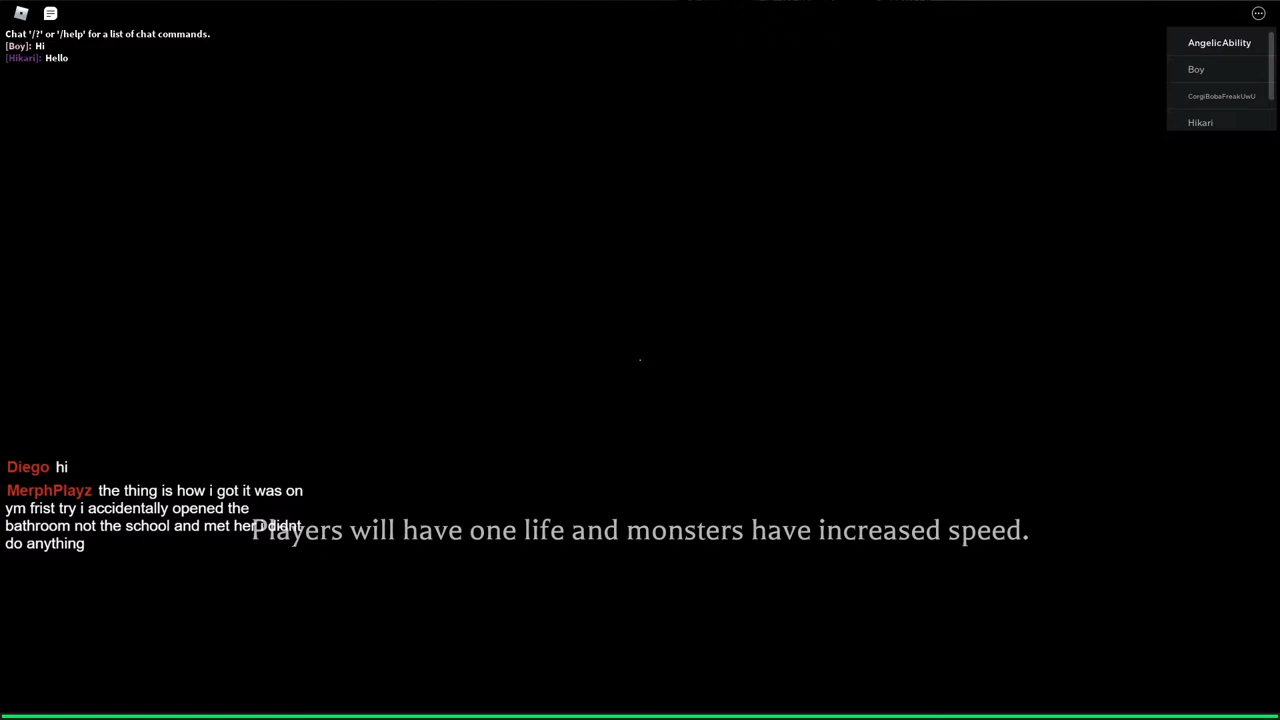 Chat '/?' or '/help' for a list of chat commands.
[Boy]: Hi
[Hikari]: Hello
AngelicAbility
Boy
CorgiBobaFreakUwU
Hikari
Diego hi
MerphPlayz the thing is how i got it was on
ym frist try i accidentally opened the
bathroom not the school and met her i didnt
do anything
Players will have one life and monsters have increased speed.